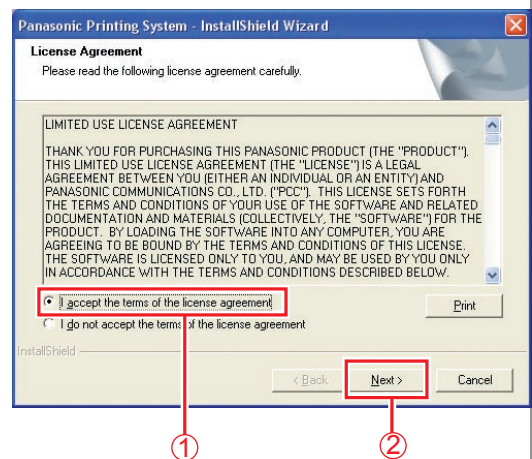 Panasonic Printing System - InstallShield Wizard
License Agreement
Please read the following license agreement carefully.
LIMITED USE LICENSE AGREEMENT
THANK YOU FOR PURCHASING THIS PANASONIC PRODUCT (THE "PRODUCT").
THIS LIMITED USE LICENSE AGREEMENT (THE "LICENSE") IS A LEGAL
AGREEMENT BETWEEN YOU (EITHER AN INDIVIDUAL OR AN ENTITY) AND
PANASONIC COMMUNICATIONS CO., LTD. ("PCC"). THIS LICENSE SETS FORTH
THE TERMS AND CONDITIONS OF YOUR USE OF THE SOFTWARE AND RELATED
DOCUMENTATION AND MATERIALS (COLLECTIVELY, THE "SOFTWARE") FOR THE
PRODUCT. BY LOADING THE SOFTWARE INTO ANY COMPUTER, YOU ARE
AGREEING TO BE BOUND BY THE TERMS AND CONDITIONS OF THIS LICENSE.
THE SOFTWARE IS LICENSED ONLY TO YOU, AND MAY BE USED BY YOU ONLY
IN ACCORDANCE WITH THE TERMS AND CONDITIONS DESCRIBED BELOW.
I accept the terms of the license agreement
Print
I do not accept the terms of the license agreement
InstallShield
< Back
Next >
Cancel
1
2